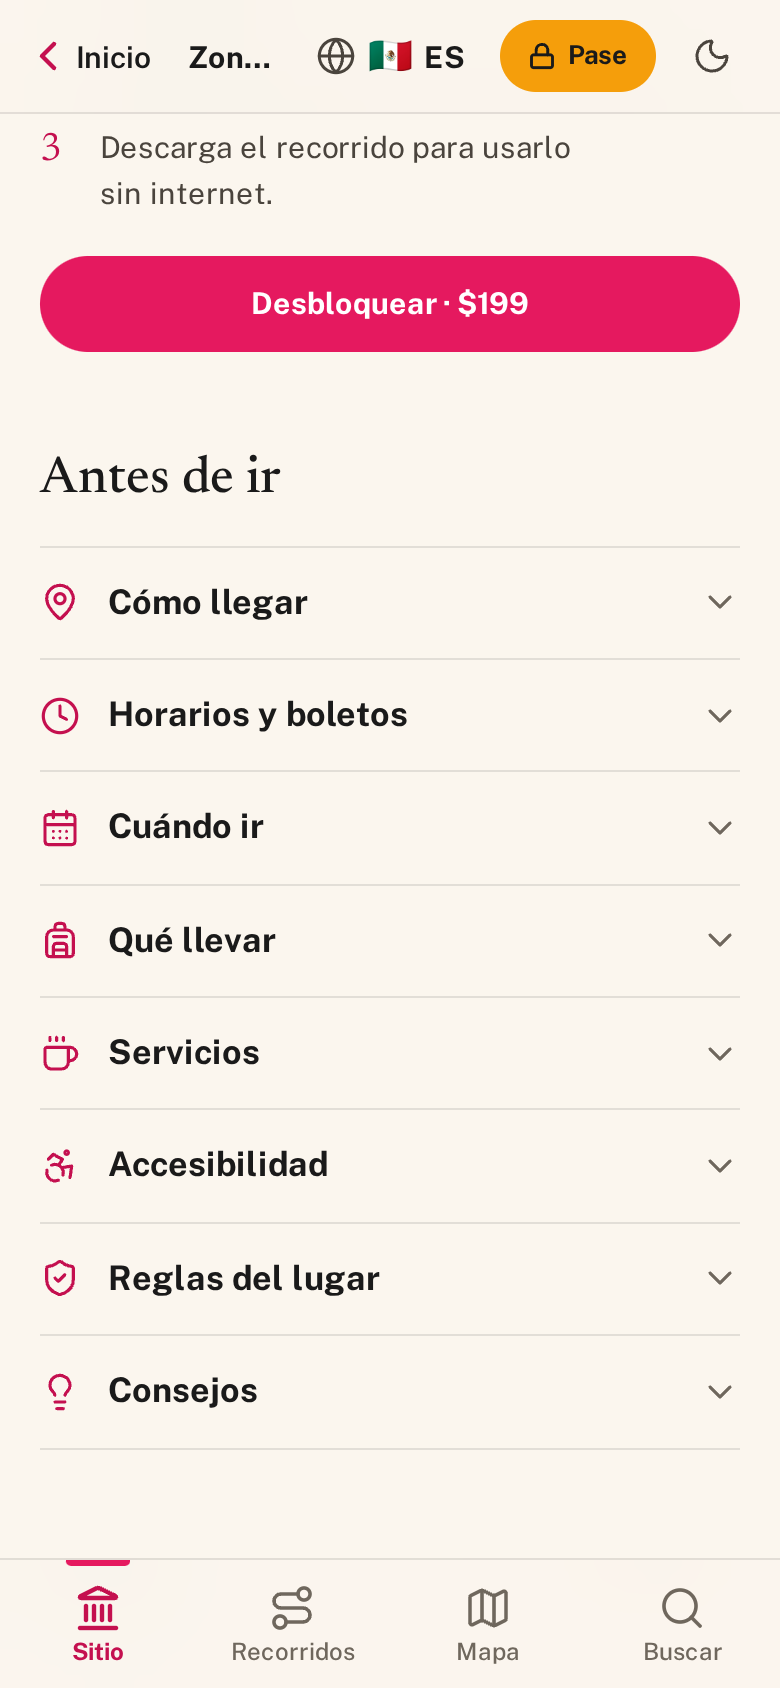 Inicio
Zon...
ES
Pase
3
Descarga el recorrido para usarlo
sin internet.
Desbloquear · $199
Antes de ir
Cómo llegar
Horarios y boletos
Cuándo ir
Qué llevar
Servicios
Accesibilidad
Reglas del lugar
Consejos
Sitio
Recorridos
Mapa
Buscar